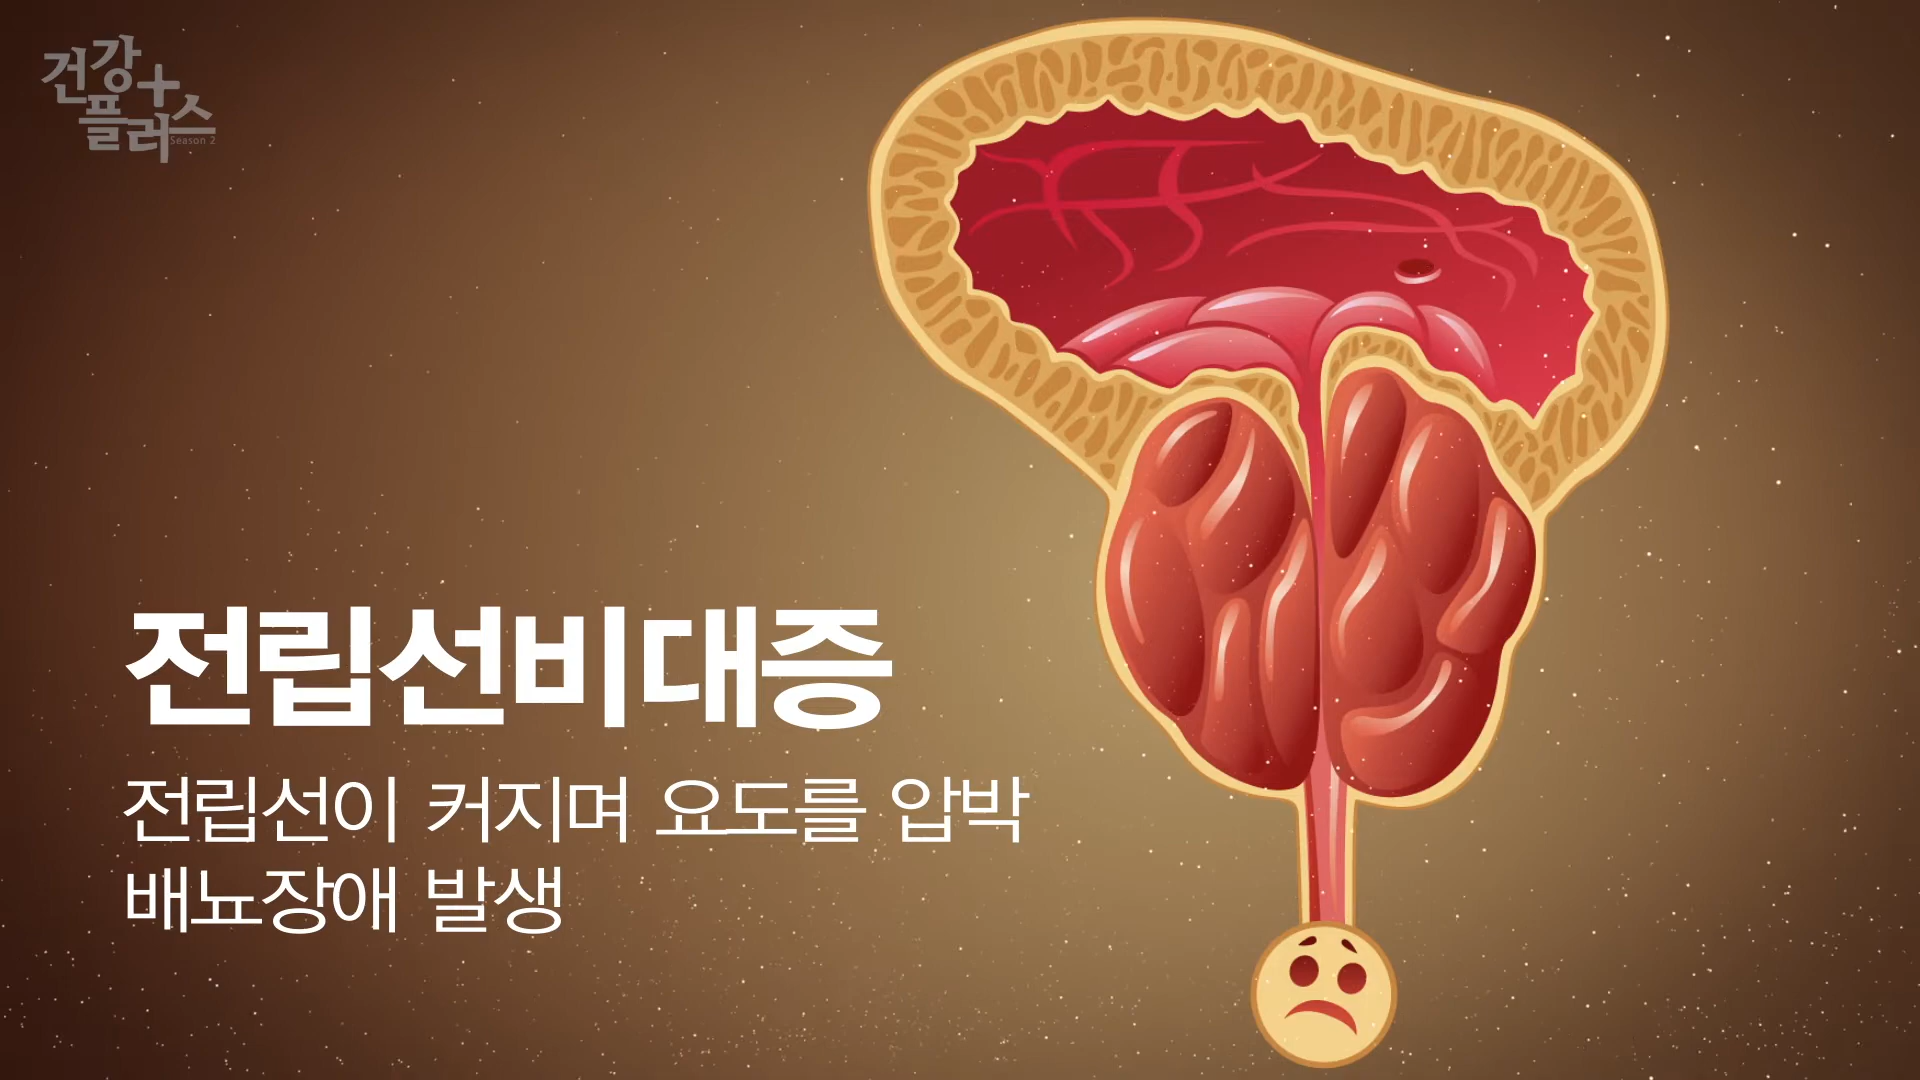 건강+
플러스
Season 2
전립선비대증
전립선이 커지며 요도를 압박
배뇨장애 발생